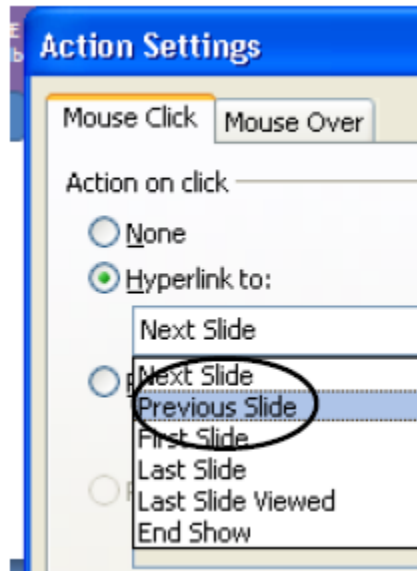 Action Settings
Mouse Click Mouse Over
Action on click
None
Hyperlink to:
Next Slide
Next Slide
Previous Slide
First Slide
Last Slide
Last Slide Viewed
End Show